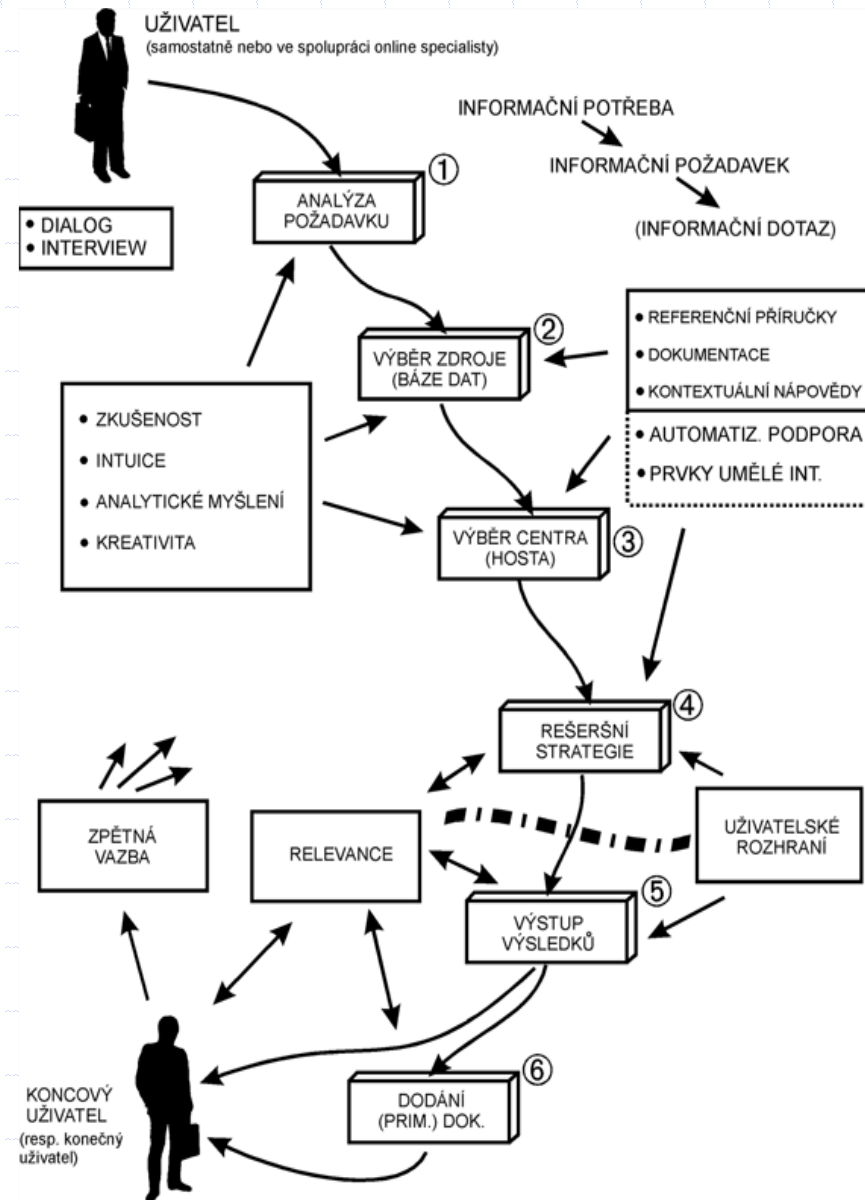 UŽIVATEL
(samostatně nebo ve spolupráci online specialisty)
INFORMAČNÍ POTŘEBA
INFORMAČNÍ POŽADAVEK
(INFORMAČNÍ DOTAZ)
①
ANALÝZA
POŽADAVKU
• DIALOG
• INTERVIEW
②
VÝBĚR ZDROJE
(BÁZE DAT)
• REFERENČNÍ PŘÍRUČKY
• DOKUMENTACE
• KONTEXTUÁLNÍ NÁPOVĚDY
• AUTOMATIZ. PODPORA
• PRVKY UMĚLÉ INT.
• ZKUŠENOST
• INTUICE
• ANALYTICKÉ MYŠLENÍ
• KREATIVITA
③
VÝBĚR CENTRA
(HOSTA)
④
REŠERŠNÍ
STRATEGIE
ZPĚTNÁ
VAZBA
RELEVANCE
UŽIVATELSKÉ
ROZHRANÍ
⑤
VÝSTUP
VÝSLEDKŮ
⑥
DODÁNÍ
(PRIM.) DOK.
KONCOVÝ
UŽIVATEL
(resp. konečný
uživatel)